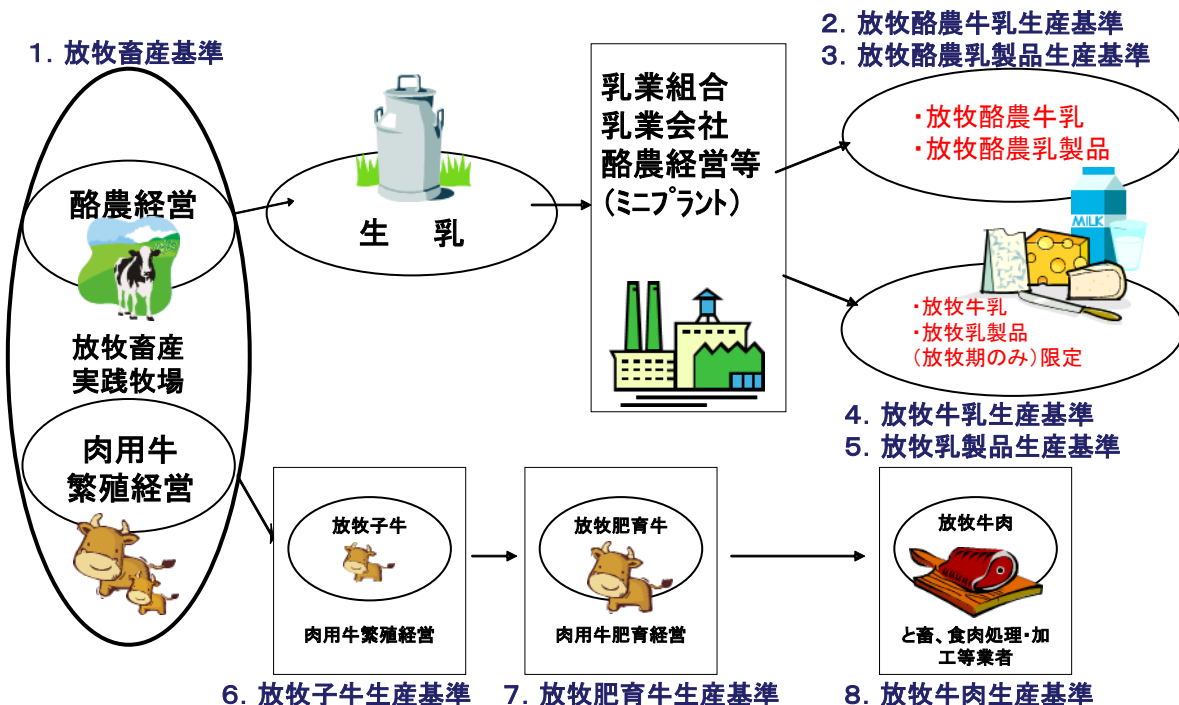 1．放牧畜産基準
酪農経営
放牧畜産
実践牧場
肉用牛
繁殖経営
生　乳
乳業組合
乳業会社
酪農経営等
（ミニプラント）
2．放牧酪農牛乳生産基準
3．放牧酪農乳製品生産基準
・放牧酪農牛乳
・放牧酪農乳製品
MILK
・放牧牛乳
・放牧乳製品
（放牧期のみ）限定
4．放牧牛乳生産基準
5．放牧乳製品生産基準
放牧子牛
肉用牛繁殖経営
6．放牧子牛生産基準
放牧肥育牛
肉用牛肥育経営
7．放牧肥育牛生産基準
放牧牛肉
と畜、食肉処理・加
工等業者
8．放牧牛肉生産基準